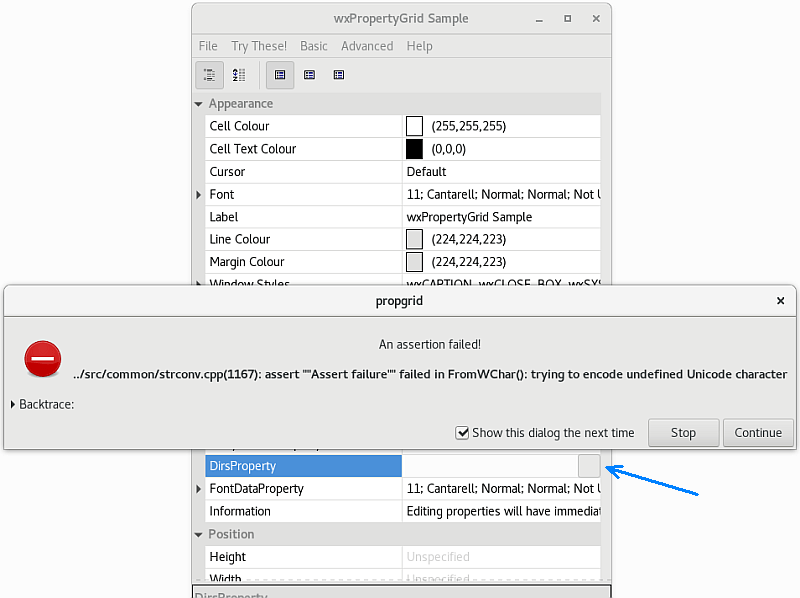 wxPropertyGrid Sample
File Try These! Basic Advanced Help
Appearance
Cell Colour (255,255,255)
Cell Text Colour (0,0,0)
Cursor Default
Font 11; Cantarell; Normal; Normal; Not U
Label wxPropertyGrid Sample
Line Colour (224,224,223)
Margin Colour (224,224,223)
Window Styles wxCAPTION, wxCLOSE_BOX, wxSYS
propgrid
An assertion failed!
../src/common/strconv.cpp(1167): assert ""Assert failure"" failed in FromWChar(): trying to encode undefined Unicode character
Backtrace:
Show this dialog the next time Stop Continue
DirsProperty
FontDataProperty 11; Cantarell; Normal; Normal; Not U
Information Editing properties will have immediat
Position
Height Unspecified
Width Unspecified
DirsProperty